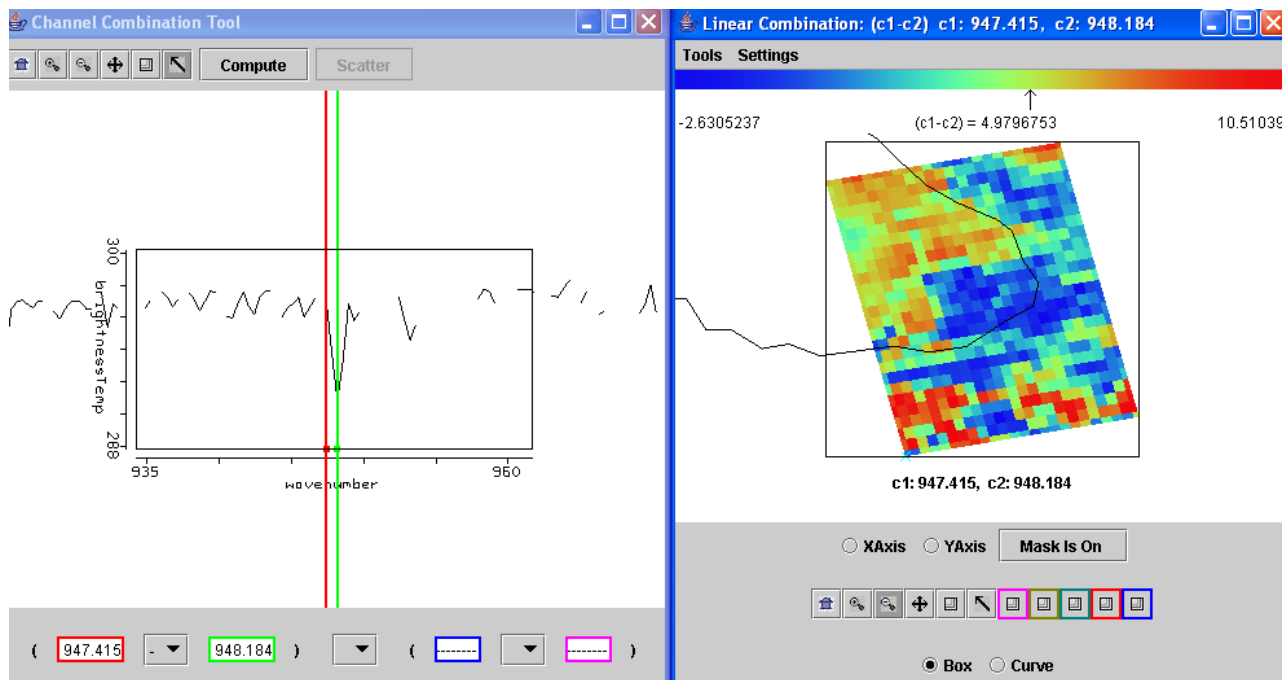 Channel Combination Tool
Compute
Scatter
300
brightnessTemp
288
935
960
wavenumber
( 947.415 - 948.184 ) ( -------- -------- )
Linear Combination: (c1-c2) c1: 947.415, c2: 948.184
Tools Settings
-2.6305237
(c1-c2) = 4.9796753
10.51039
c1: 947.415, c2: 948.184
XAxis
YAxis
Mask Is On
Box
Curve